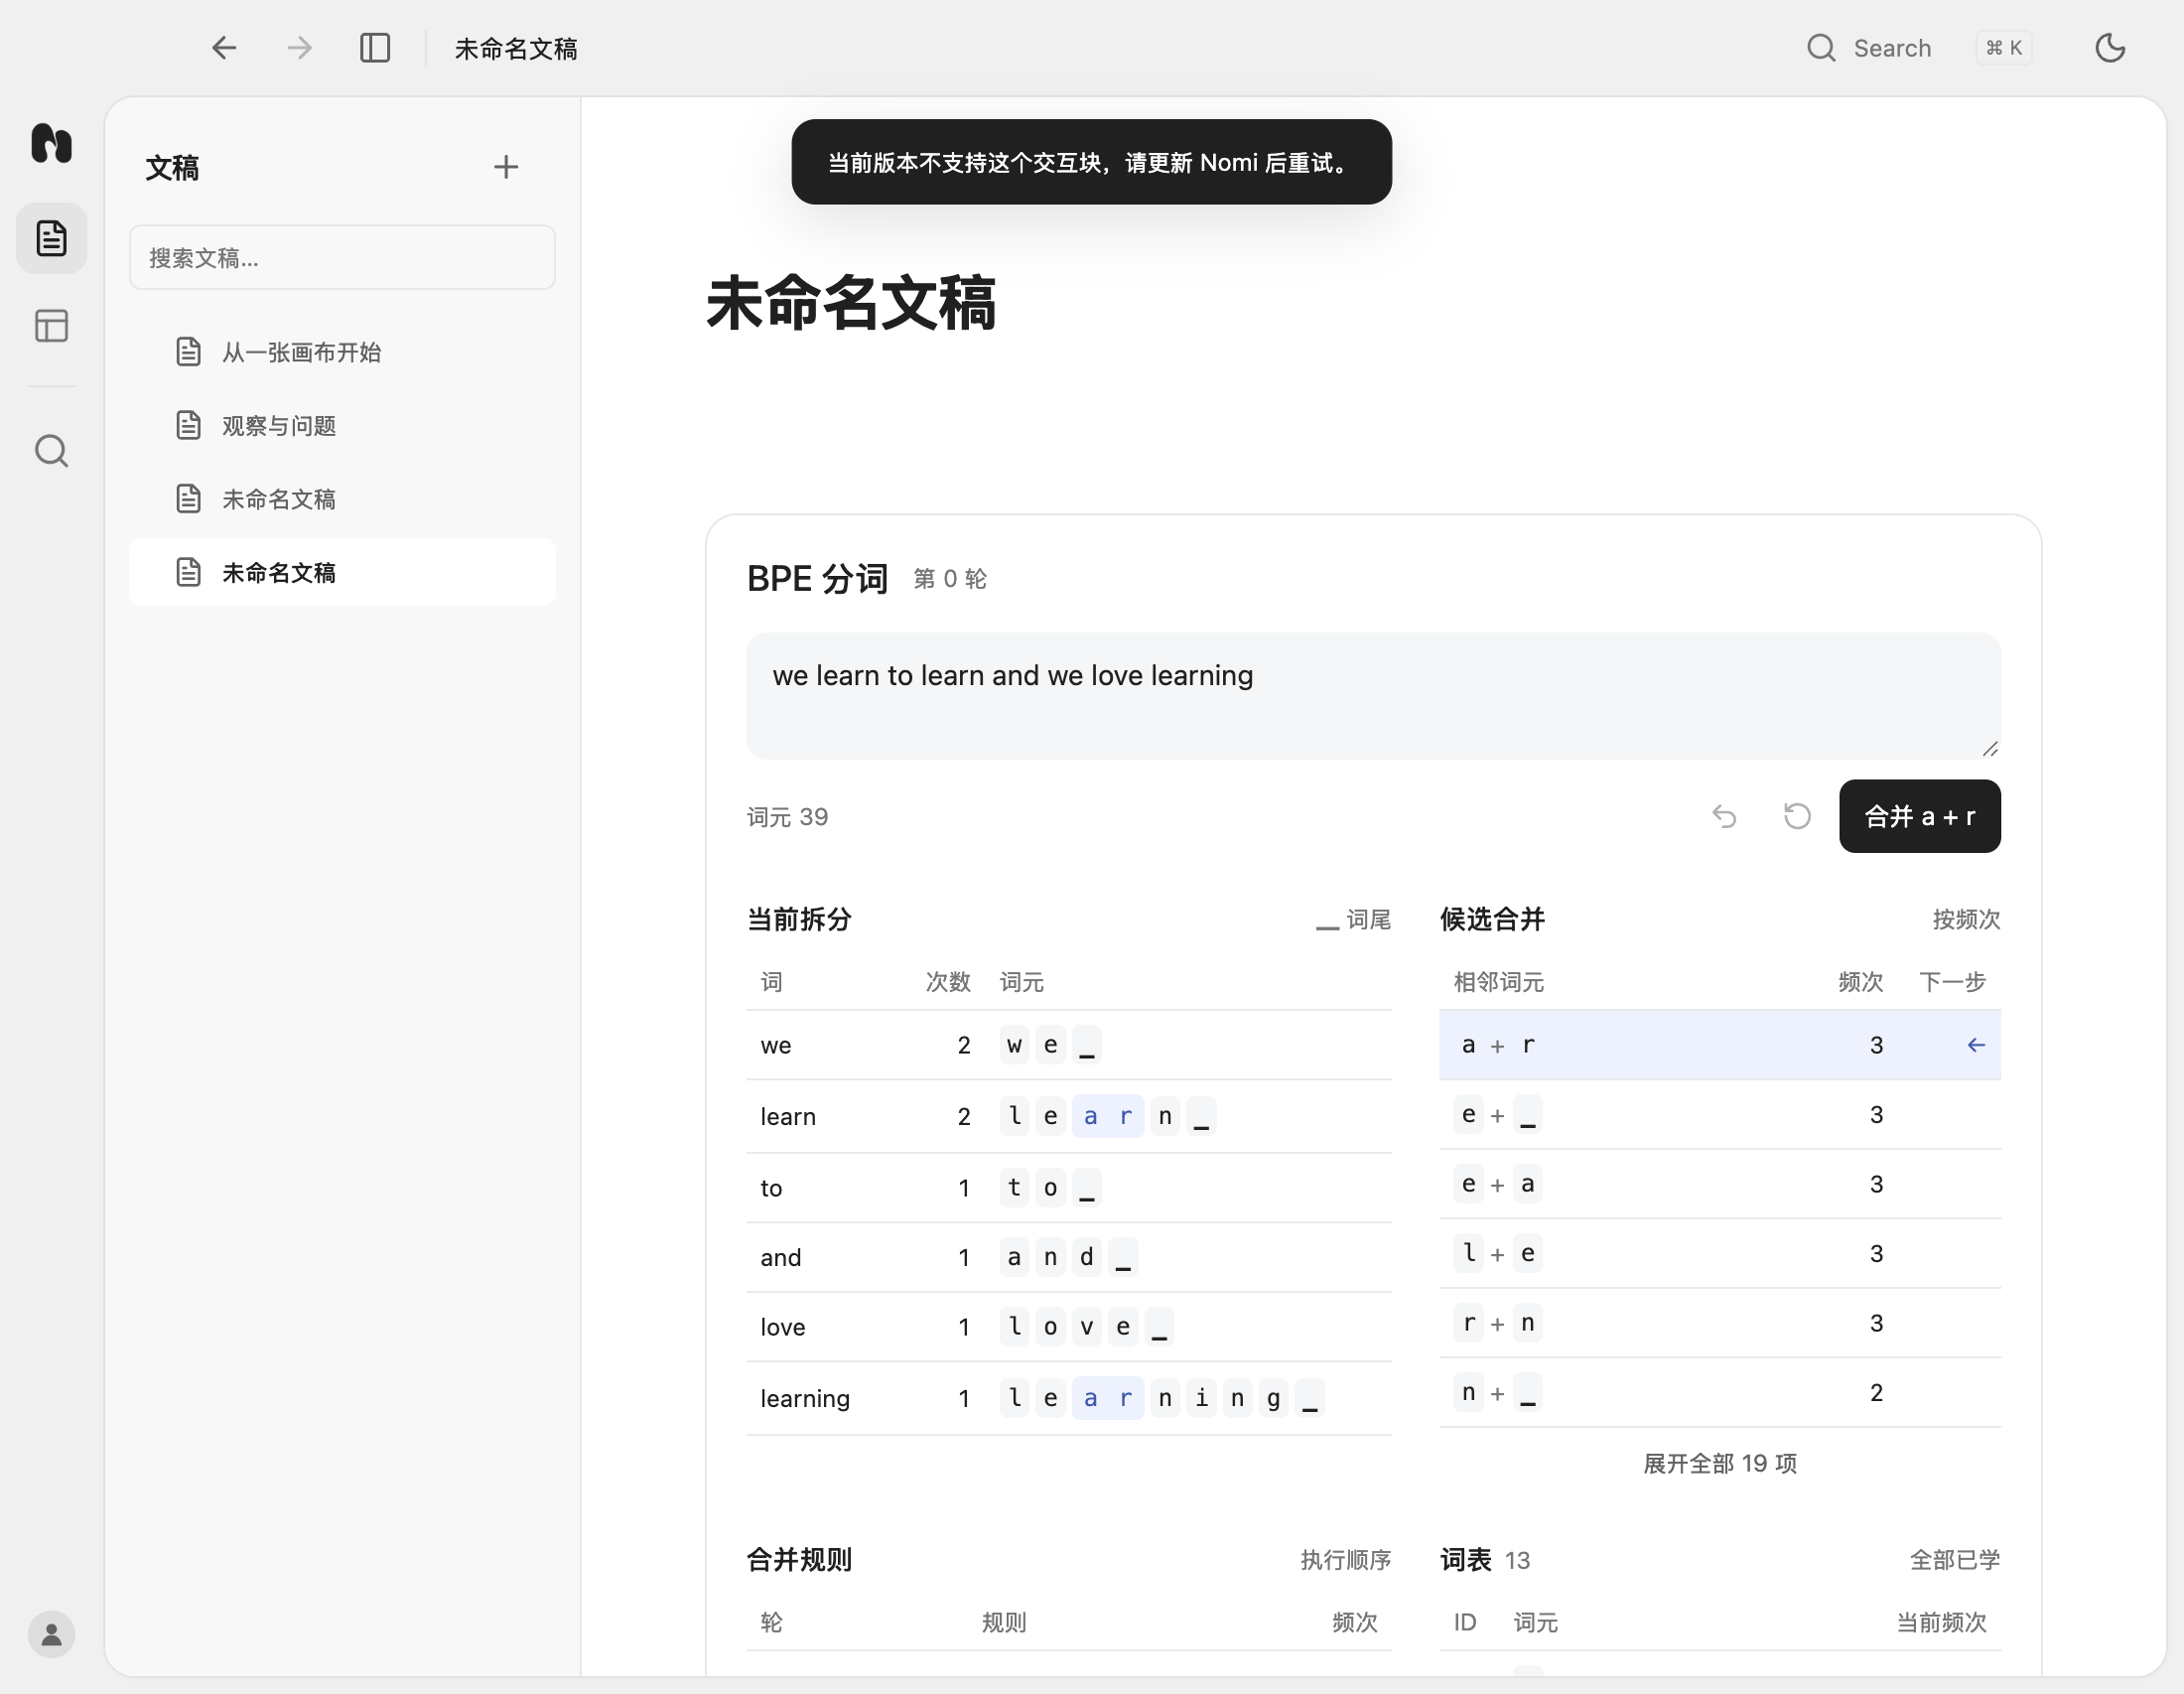 未命名文稿
Search
⌘ K
文稿
搜索文稿...
从一张画布开始
观察与问题
未命名文稿
未命名文稿
当前版本不支持这个交互块，请更新 Nomi 后重试。
未命名文稿
BPE 分词 第 0 轮
we learn to learn and we love learning
词元 39
合并 a + r
当前拆分 _ 词尾
词 次数 词元
we 2 w e _
learn 2 l e a r n _
to 1 t o _
and 1 a n d _
love 1 l o v e _
learning 1 l e a r n i n g _
候选合并 按频次
相邻词元 频次 下一步
a + r 3 ←
e + _ 3
e + a 3
l + e 3
r + n 3
n + _ 2
展开全部 19 项
合并规则 执行顺序
轮 规则 频次
词表 13 全部已学
ID 词元 当前频次